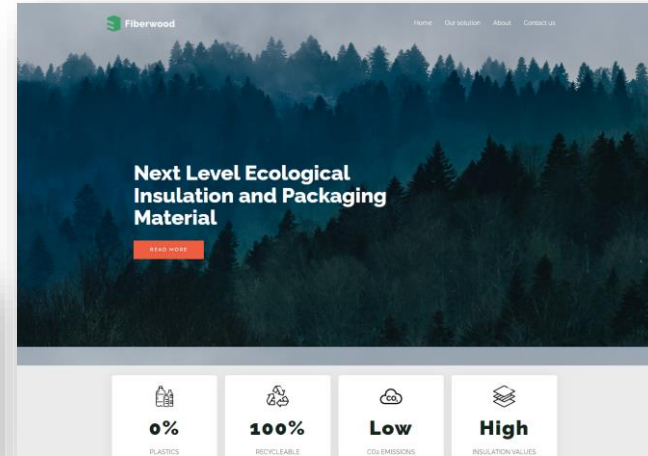 Fiberwood
Home Our solution About Contact us
Next Level Ecological
Insulation and Packaging
Material
READ MORE
CO₂
0%
100%
Low
High
PLASTICS
RECYCLEABLE
CO2 EMISSIONS
INSULATION VALUES